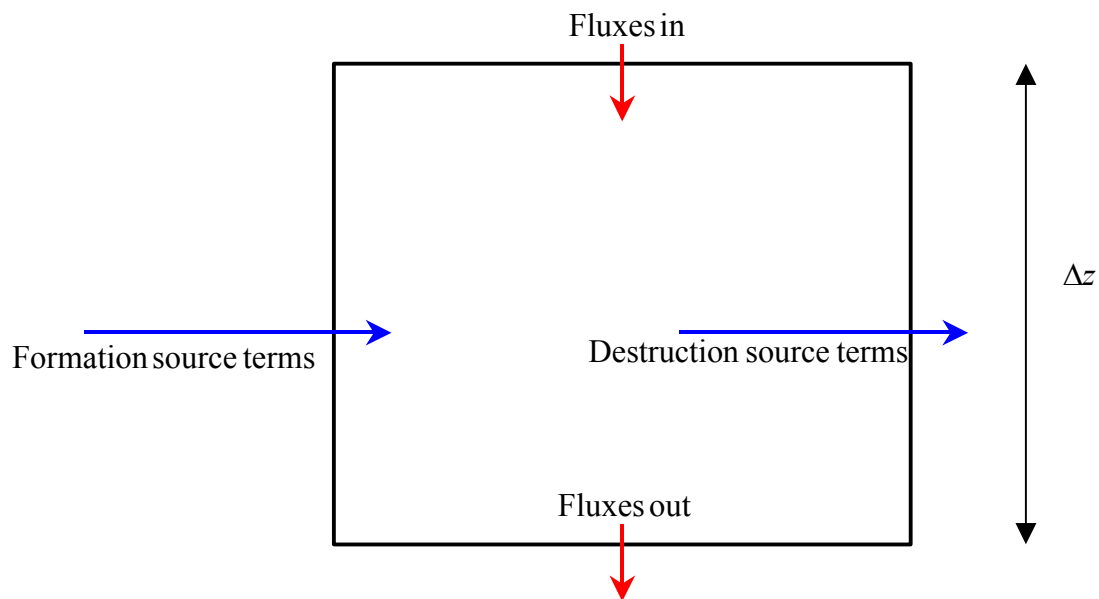 Fluxes in
Δz
Formation source terms
Destruction source terms
Fluxes out